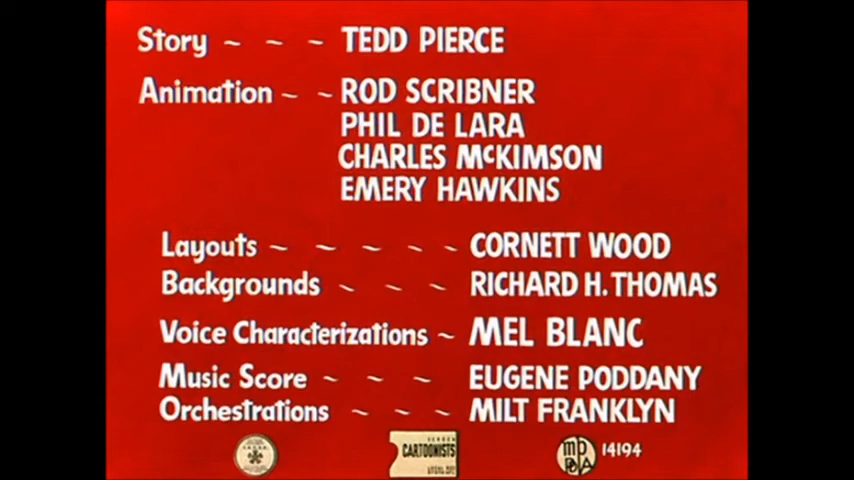 Story ~ ~ ~ TEDD PIERCE
Animation ~ ~ ROD SCRIBNER
PHIL DE LARA
CHARLES McKIMSON
EMERY HAWKINS
Layouts ~ ~ ~ ~ ~ CORNETT WOOD
Backgrounds ~ ~ ~ RICHARD H. THOMAS
Voice Characterizations ~ MEL BLANC
Music Score ~ ~ ~ EUGENE PODDANY
Orchestrations ~ ~ ~ MILT FRANKLYN
SCREEN
CARTOONISTS
14194